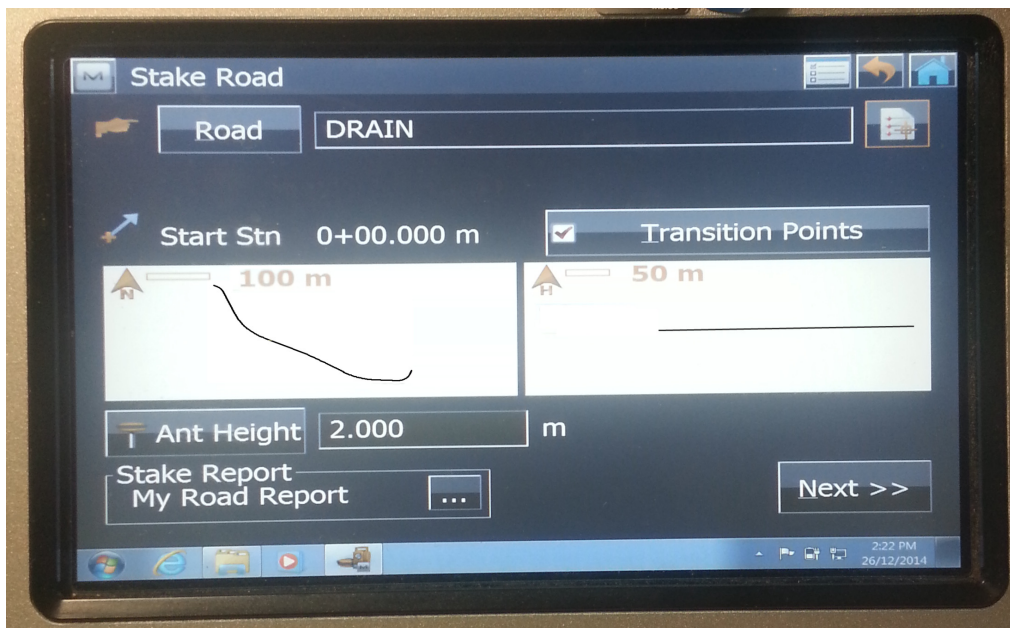 Stake Road
Road DRAIN
Start Stn 0+00.000 m Transition Points
N 100 m
H 50 m
Ant Height 2.000 m
Stake Report
My Road Report ... Next >>
2:22 PM
26/12/2014